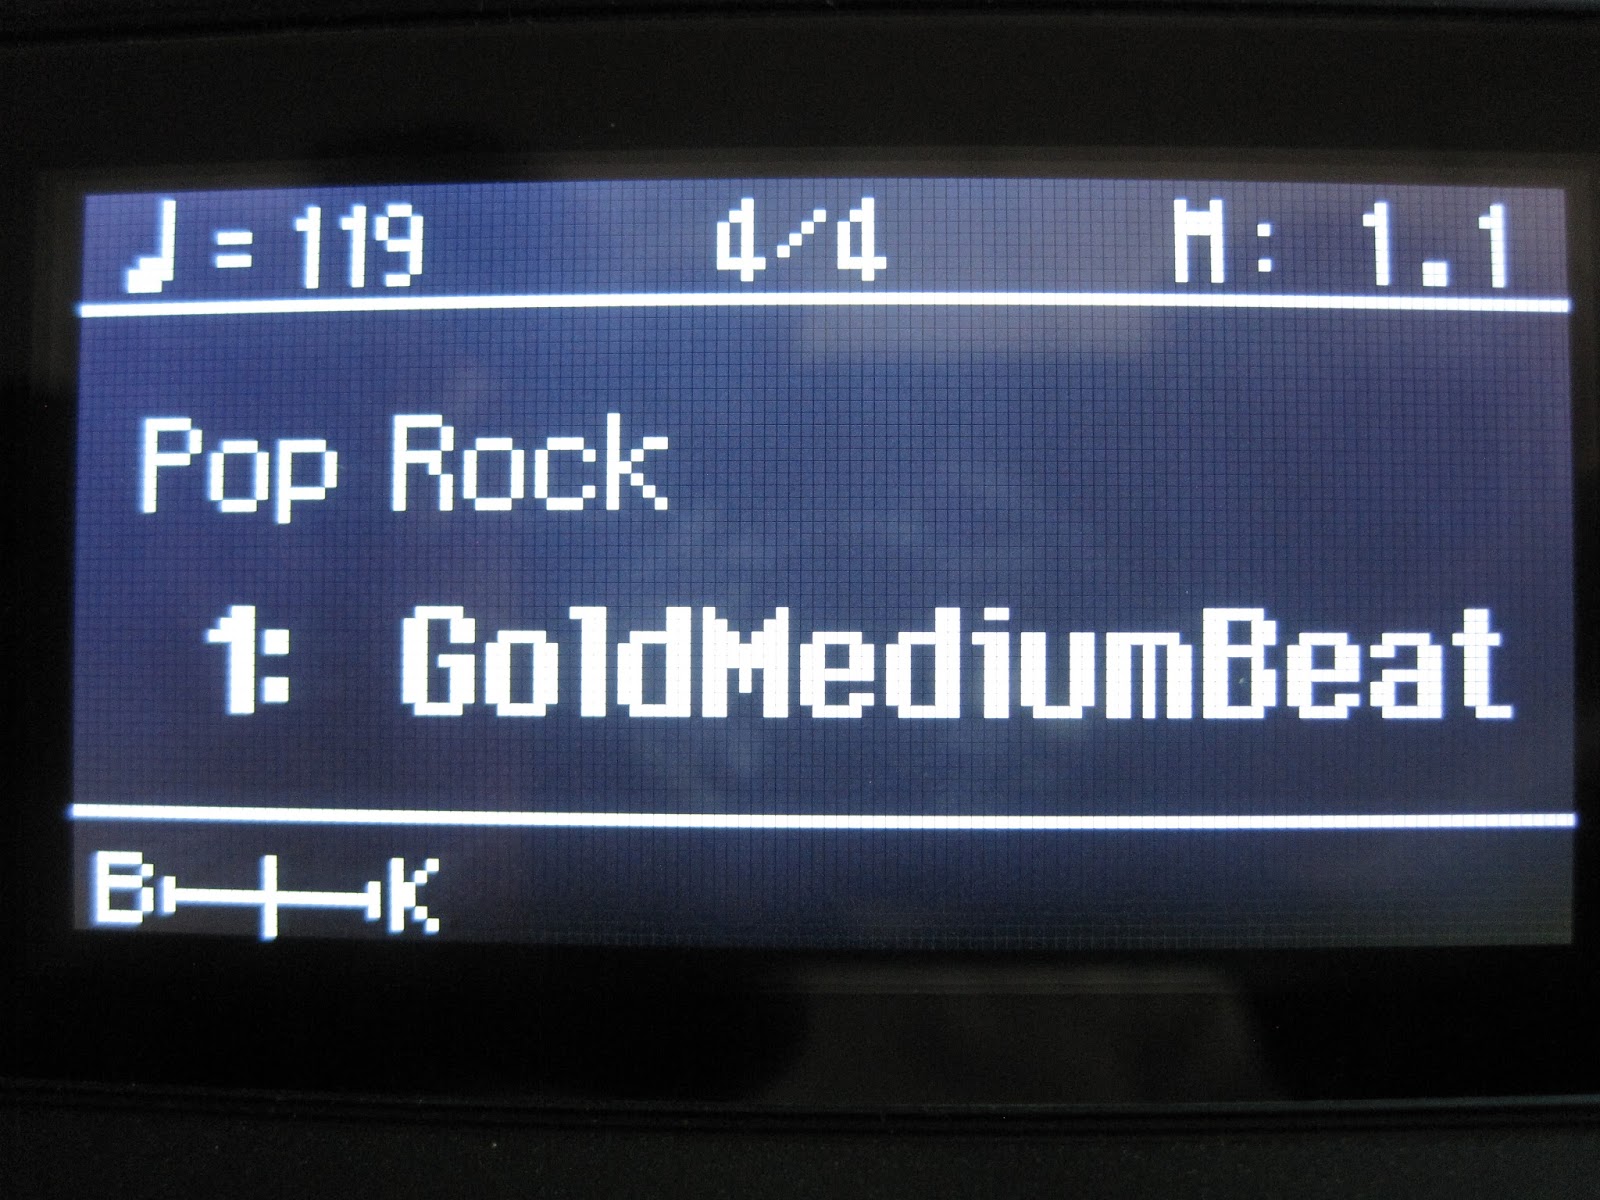 ♩= 119 4/4 M: 1.1
Pop Rock
1: GoldMediumBeat
B K